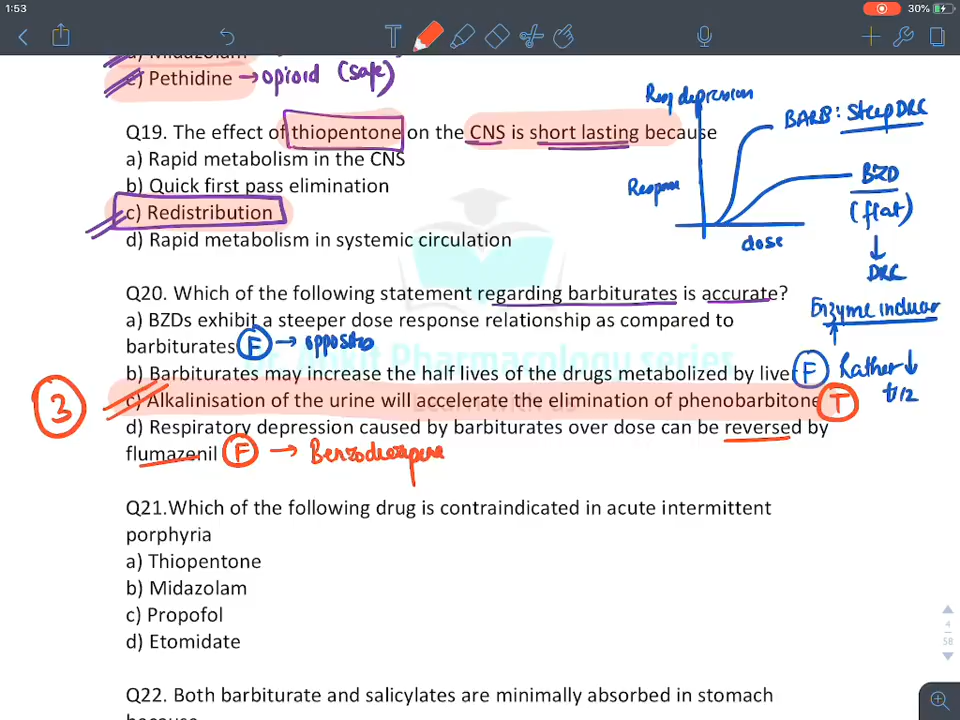 1:53
30%
T
e) Pethidine → opioid (safe)
Q19. The effect of thiopentone on the CNS is short lasting because
a) Rapid metabolism in the CNS
b) Quick first pass elimination
c) Redistribution
d) Rapid metabolism in systemic circulation
Resp depression
BARB: Steep DRC
Response
BZD
(flat)
dose
↓
DRC
Q20. Which of the following statement regarding barbiturates is accurate?
Enzyme inducer
a) BZDs exhibit a steeper dose response relationship as compared to
barbiturates F → opposite
b) Barbiturates may increase the half lives of the drugs metabolized by liver F Rather ↓
t1/2
3 c) Alkalinisation of the urine will accelerate the elimination of phenobarbitone T
d) Respiratory depression caused by barbiturates over dose can be reversed by
flumazenil F → Benzodiazepene
Q21.Which of the following drug is contraindicated in acute intermittent
porphyria
a) Thiopentone
b) Midazolam
c) Propofol
d) Etomidate
4
58
Q22. Both barbiturate and salicylates are minimally absorbed in stomach
because